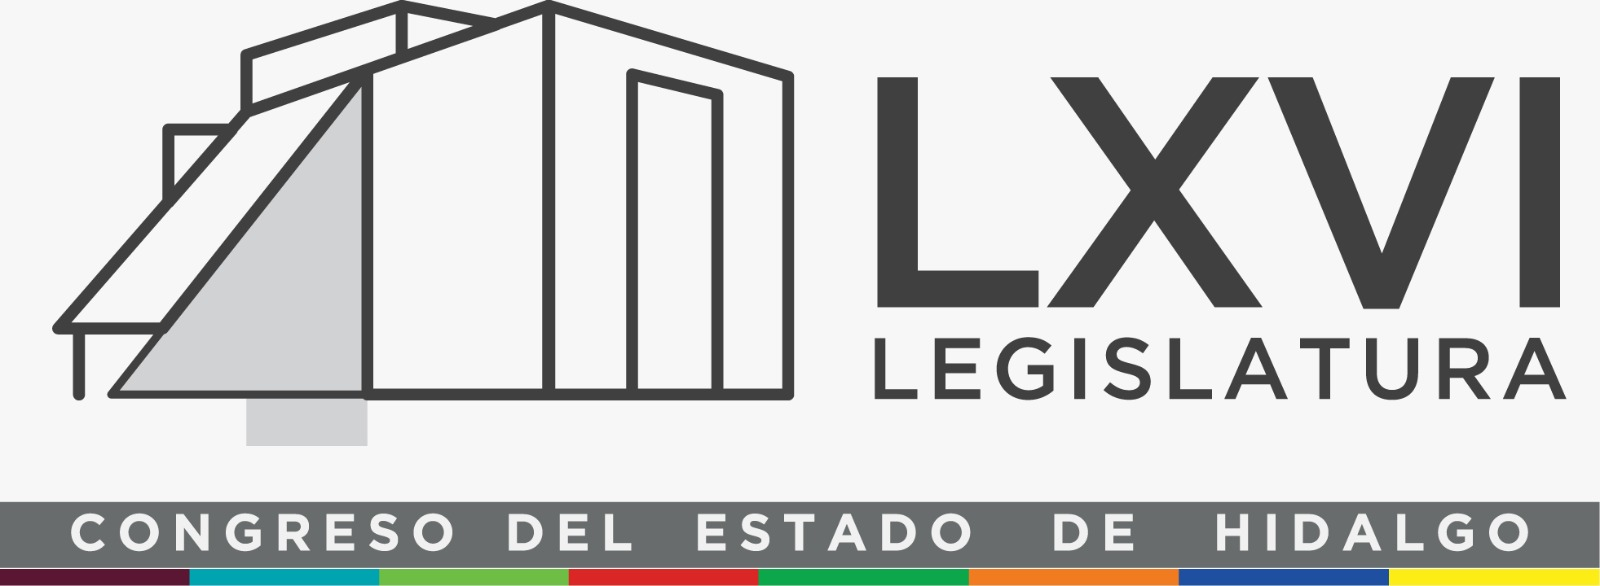 LXVI
LEGISLATURA
CONGRESO DEL ESTADO DE HIDALGO